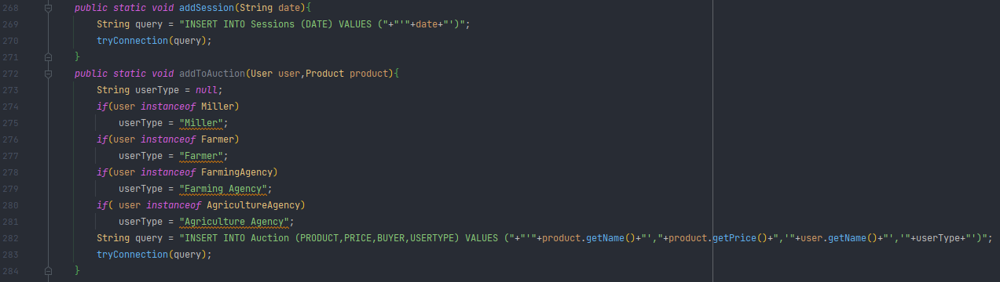 268 public static void addSession(String date){
269 String query = "INSERT INTO Sessions (DATE) VALUES ("+"'"+date+"')";
270 tryConnection(query);
271 }
272 public static void addToAuction(User user,Product product){
273 String userType = null;
274 if(user instanceof Miller)
275 userType = "Miller";
276 if(user instanceof Farmer)
277 userType = "Farmer";
278 if(user instanceof FarmingAgency)
279 userType = "Farming Agency";
280 if( user instanceof AgricultureAgency)
281 userType = "Agriculture Agency";
282 String query = "INSERT INTO Auction (PRODUCT,PRICE,BUYER,USERTYPE) VALUES ("+"'"+product.getName()+"',"+product.getPrice()+",'"+user.getName()+"','"+userType+"')";
283 tryConnection(query);
284 }